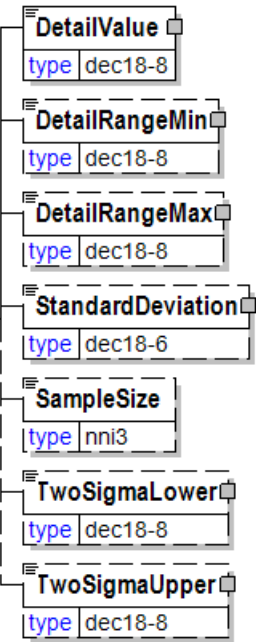 DetailValue
type dec18-8
DetailRangeMin
type dec18-8
DetailRangeMax
type dec18-8
StandardDeviation
type dec18-6
SampleSize
type nni3
TwoSigmaLower
type dec18-8
TwoSigmaUpper
type dec18-8